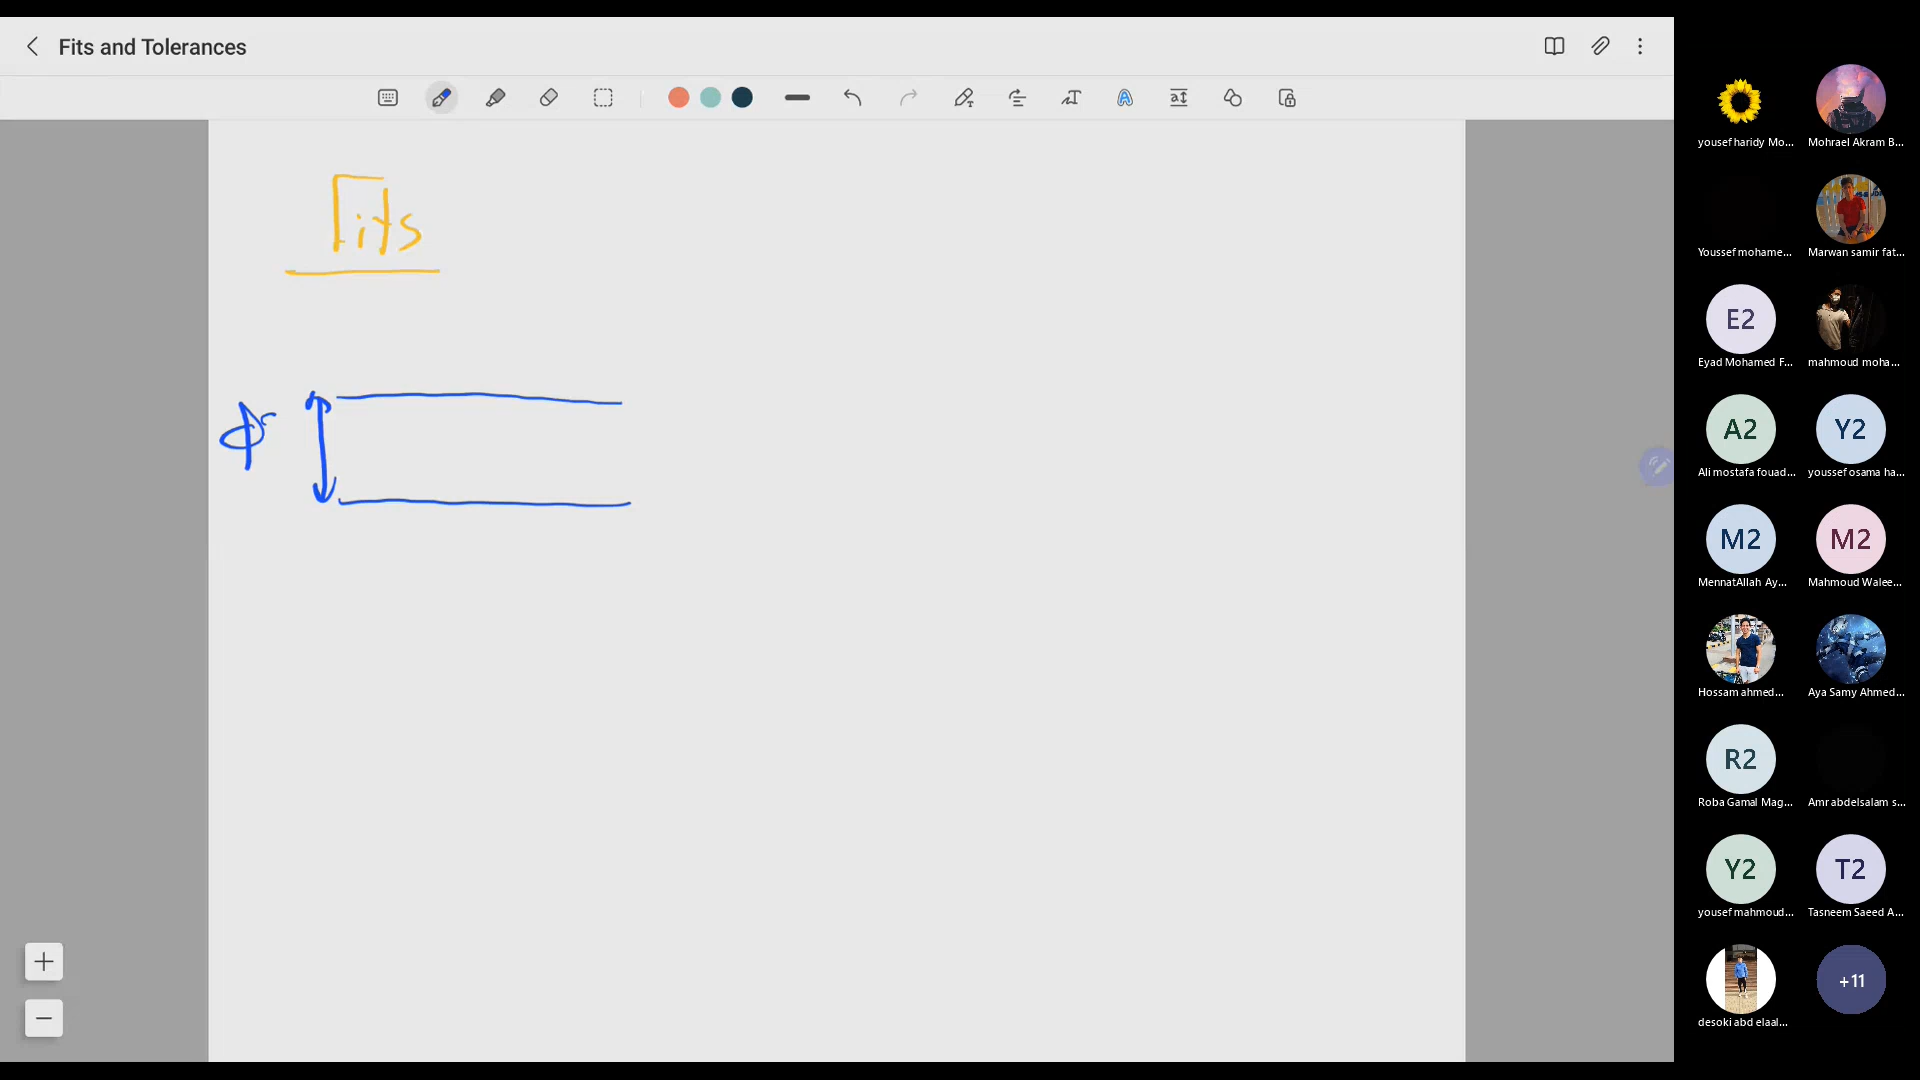 Fits and Tolerances
Fits
ϕ
yousef haridy Mo...
Mohrael Akram B...
Youssef mohame...
Marwan samir fat...
E2
Eyad Mohamed F...
mahmoud moha...
A2
Ali mostafa fouad...
Y2
youssef osama ha...
M2
MennatAllah Ay...
M2
Mahmoud Walee...
Hossam ahmed...
Aya Samy Ahmed...
R2
Roba Gamal Mag...
Amr abdelsalam s...
Y2
yousef mahmoud...
T2
Tasneem Saeed A...
desoki abd elaal...
+11